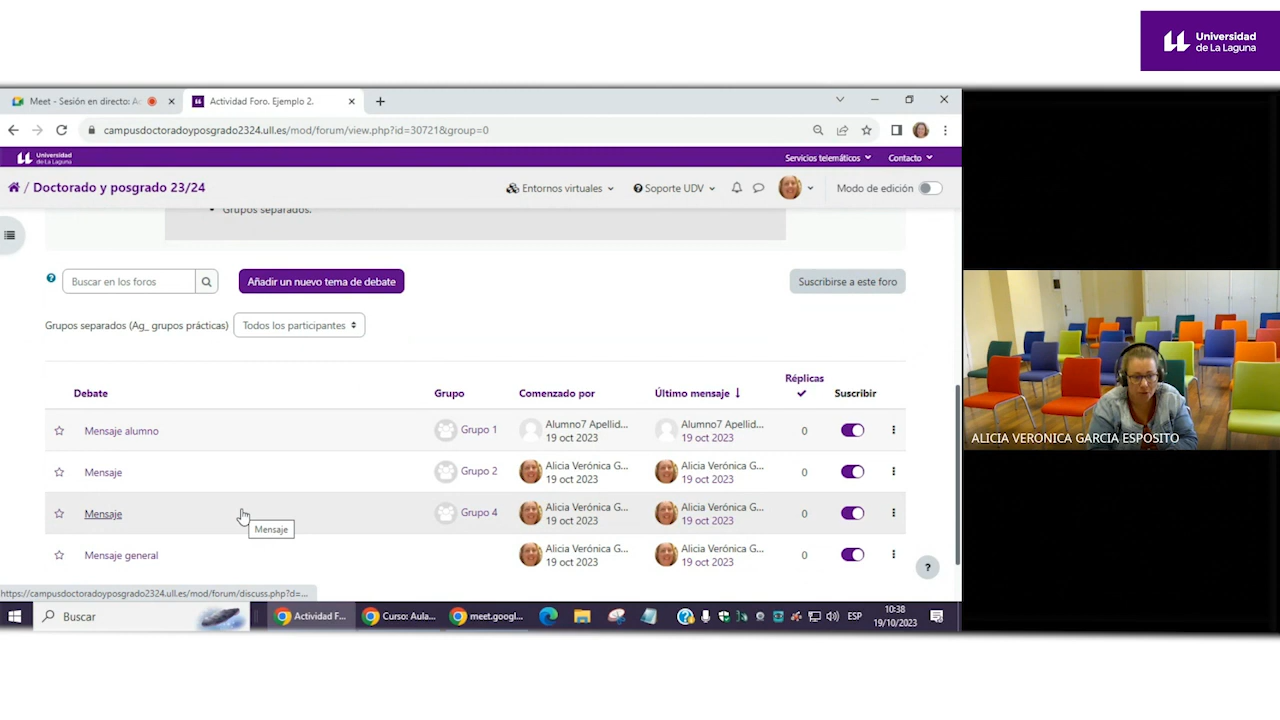 Universidad
de La Laguna
Meet - Sesión en directo: Ac
Actividad Foro. Ejemplo 2.
campusdoctoradoyposgrado2324.ull.es/mod/forum/view.php?id=30721&group=0
Universidad
de La Laguna
Servicios telemáticos
Contacto
/ Doctorado y posgrado 23/24
Entornos virtuales
Soporte UDV
Modo de edición
Grupos separados.
Buscar en los foros
Añadir un nuevo tema de debate
Suscribirse a este foro
Grupos separados (Ag_ grupos prácticas)
Todos los participantes
Debate
Grupo
Comenzado por
Último mensaje ↓
Réplicas
Suscribir
Mensaje alumno
Grupo 1
Alumno7 Apellid...
19 oct 2023
Alumno7 Apellid...
19 oct 2023
0
Mensaje
Grupo 2
Alicia Verónica G...
19 oct 2023
Alicia Verónica G...
19 oct 2023
0
Mensaje
Grupo 4
Alicia Verónica G...
19 oct 2023
Alicia Verónica G...
19 oct 2023
0
Mensaje
Mensaje general
Alicia Verónica G...
19 oct 2023
Alicia Verónica G...
19 oct 2023
0
?
https://campusdoctoradoyposgrado2324.ull.es/mod/forum/discuss.php?d=...
Buscar
Actividad F...
Curso: Aula...
meet.googl...
ESP
10:38
19/10/2023
ALICIA VERONICA GARCIA ESPOSITO